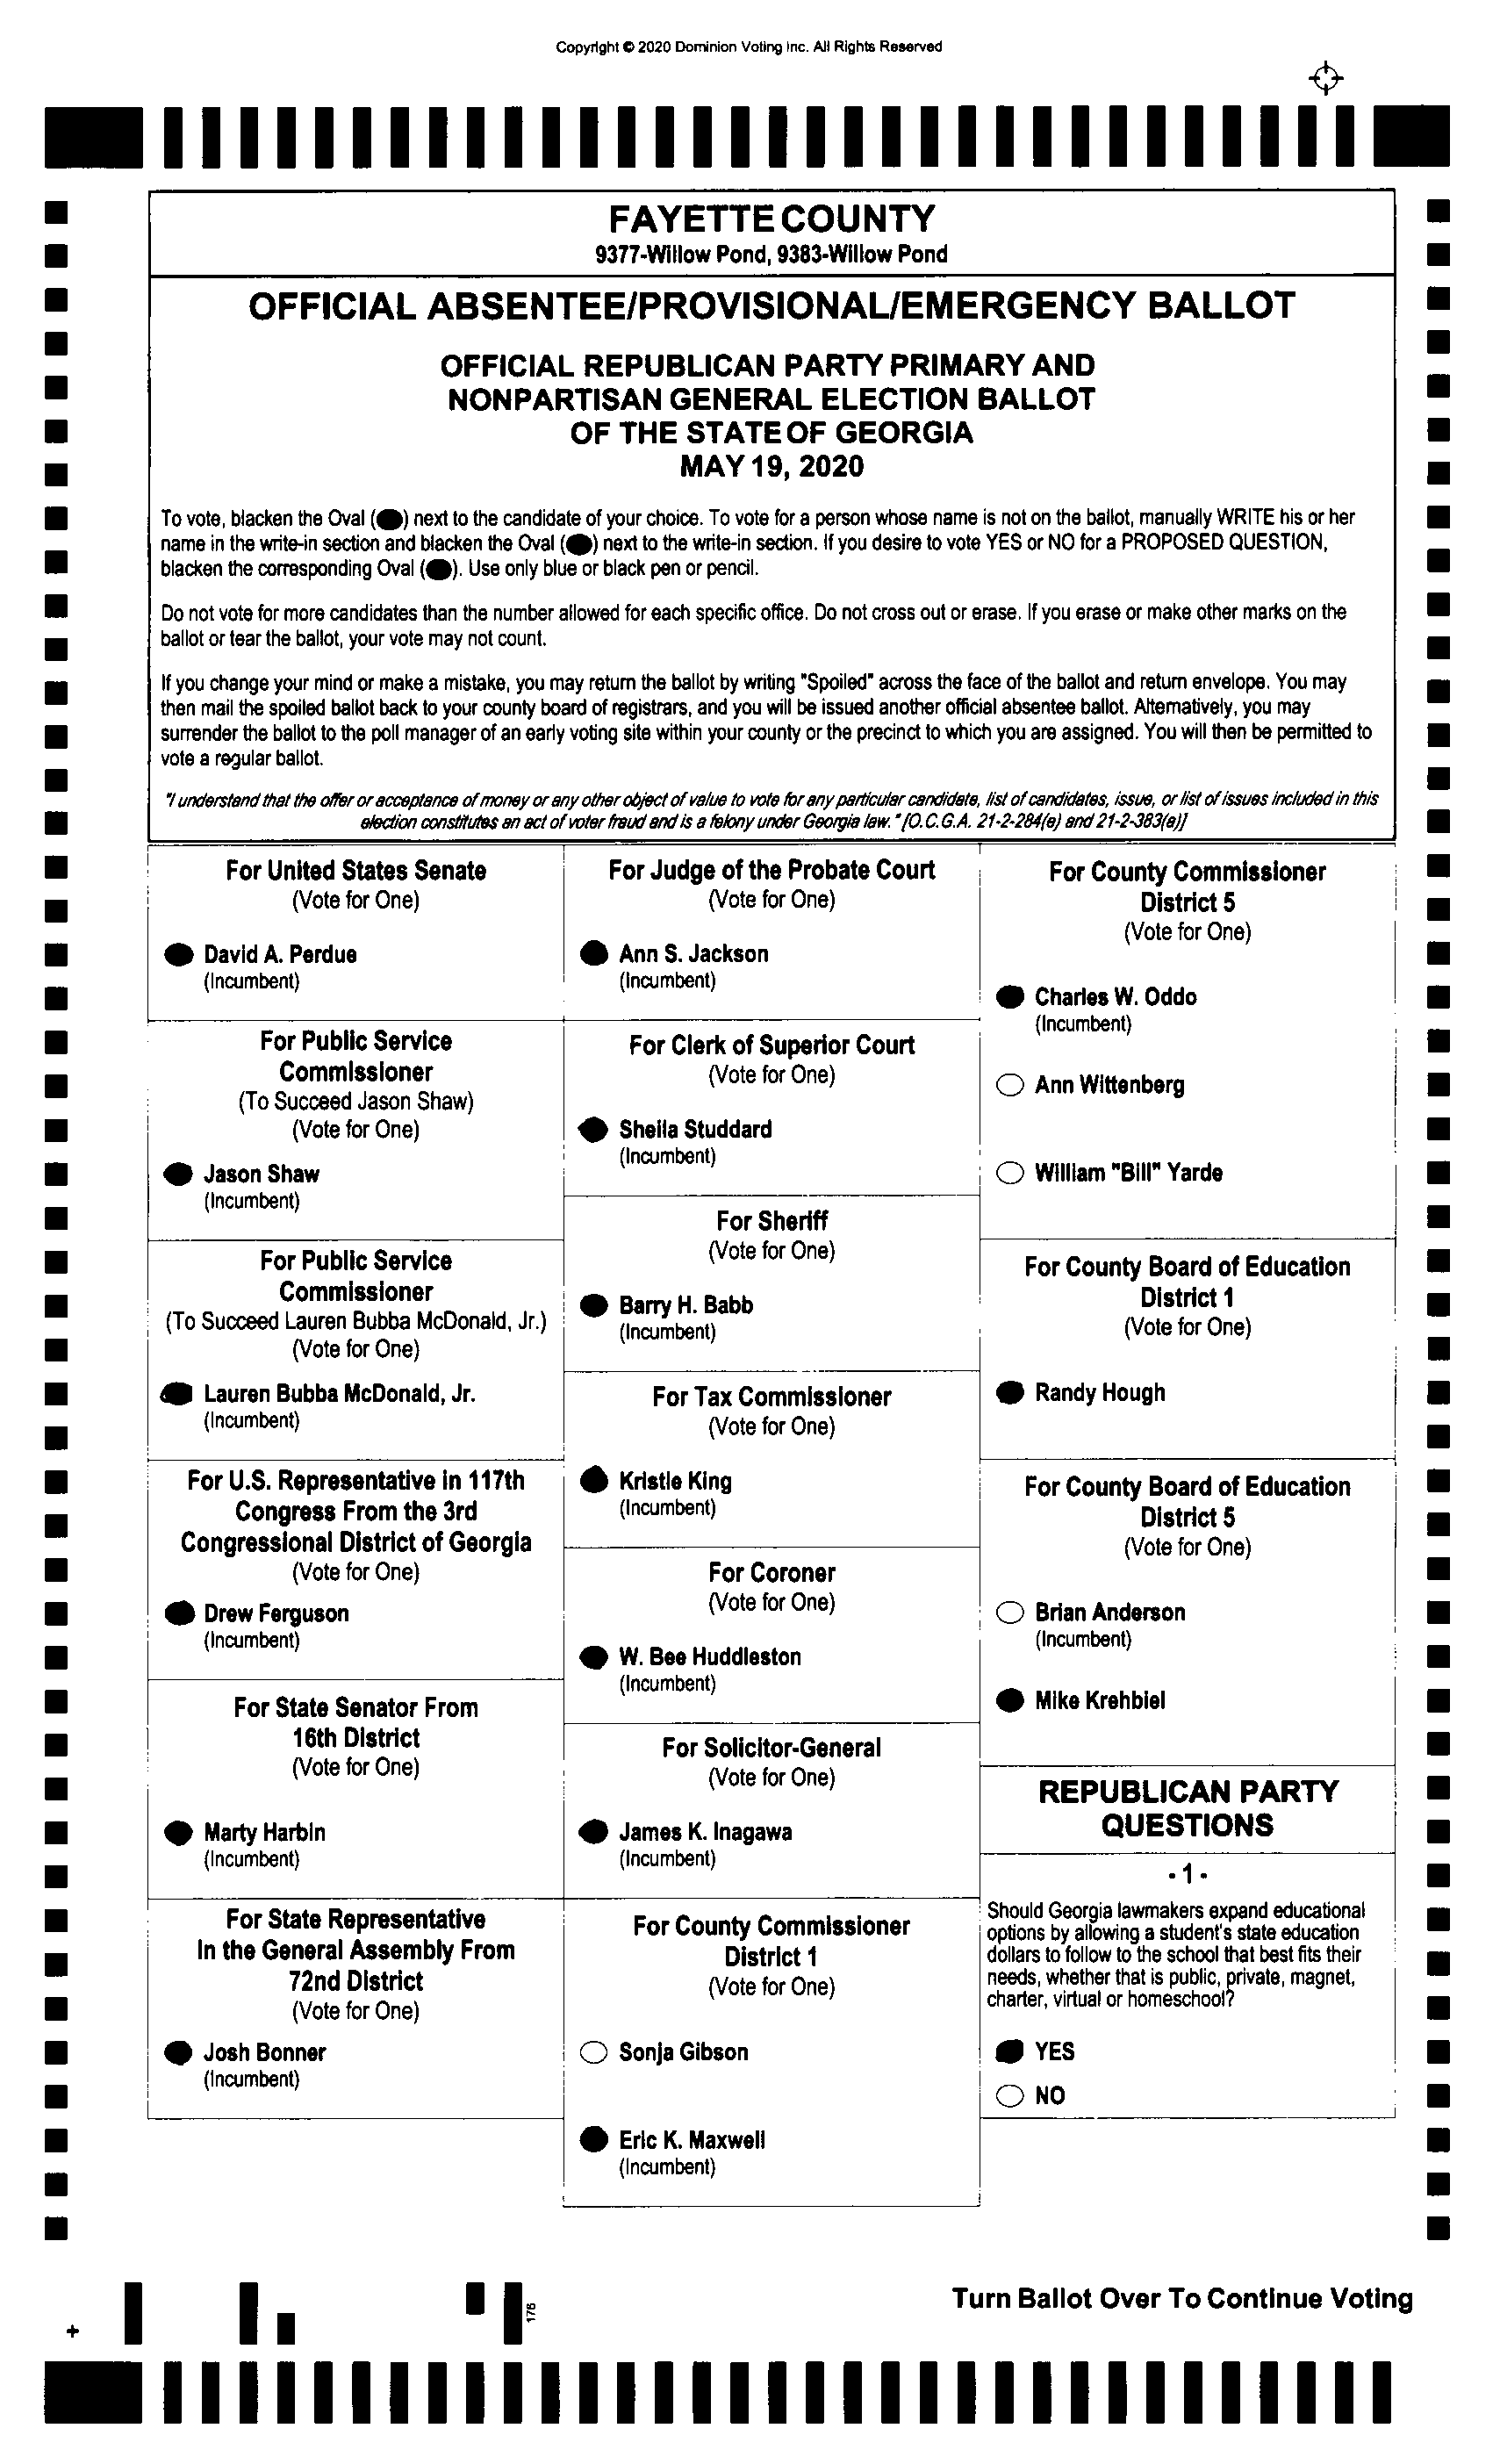 Copyright © 2020 Dominion Voting Inc. All Rights Reserved
FAYETTE COUNTY
9377-Willow Pond, 9383-Willow Pond
OFFICIAL ABSENTEE/PROVISIONAL/EMERGENCY BALLOT
OFFICIAL REPUBLICAN PARTY PRIMARY AND
NONPARTISAN GENERAL ELECTION BALLOT
OF THE STATE OF GEORGIA
MAY 19, 2020
To vote, blacken the Oval (●) next to the candidate of your choice. To vote for a person whose name is not on the ballot, manually WRITE his or her
name in the write-in section and blacken the Oval (●) next to the write-in section. If you desire to vote YES or NO for a PROPOSED QUESTION,
blacken the corresponding Oval (●). Use only blue or black pen or pencil.
Do not vote for more candidates than the number allowed for each specific office. Do not cross out or erase. If you erase or make other marks on the
ballot or tear the ballot, your vote may not count.
If you change your mind or make a mistake, you may return the ballot by writing "Spoiled" across the face of the ballot and return envelope. You may
then mail the spoiled ballot back to your county board of registrars, and you will be issued another official absentee ballot. Alternatively, you may
surrender the ballot to the poll manager of an early voting site within your county or the precinct to which you are assigned. You will then be permitted to
vote a regular ballot.
"I understand that the offer or acceptance of money or any other object of value to vote for any particular candidate, list of candidates, issue, or list of issues included in this
election constitutes an act of voter fraud and is a felony under Georgia law." [O.C.G.A. 21-2-284(e) and 21-2-383(a)]
For United States Senate
(Vote for One)
David A. Perdue
(Incumbent)
For Public Service
Commissioner
(To Succeed Jason Shaw)
(Vote for One)
Jason Shaw
(Incumbent)
For Public Service
Commissioner
(To Succeed Lauren Bubba McDonald, Jr.)
(Vote for One)
Lauren Bubba McDonald, Jr.
(Incumbent)
For U.S. Representative in 117th
Congress From the 3rd
Congressional District of Georgia
(Vote for One)
Drew Ferguson
(Incumbent)
For State Senator From
16th District
(Vote for One)
Marty Harbin
(Incumbent)
For State Representative
In the General Assembly From
72nd District
(Vote for One)
Josh Bonner
(Incumbent)
For Judge of the Probate Court
(Vote for One)
Ann S. Jackson
(Incumbent)
For Clerk of Superior Court
(Vote for One)
Sheila Studdard
(Incumbent)
For Sheriff
(Vote for One)
Barry H. Babb
(Incumbent)
For Tax Commissioner
(Vote for One)
Kristie King
(Incumbent)
For Coroner
(Vote for One)
W. Bee Huddleston
(Incumbent)
For Solicitor-General
(Vote for One)
James K. Inagawa
(Incumbent)
For County Commissioner
District 1
(Vote for One)
Sonja Gibson
Eric K. Maxwell
(Incumbent)
For County Commissioner
District 5
(Vote for One)
Charles W. Oddo
(Incumbent)
Ann Wittenberg
William "Bill" Yarde
For County Board of Education
District 1
(Vote for One)
Randy Hough
For County Board of Education
District 5
(Vote for One)
Brian Anderson
(Incumbent)
Mike Krehbiel
REPUBLICAN PARTY
QUESTIONS
- 1 -
Should Georgia lawmakers expand educational
options by allowing a student's state education
dollars to follow to the school that best fits their
needs, whether that is public, private, magnet,
charter, virtual or homeschool?
YES
NO
Turn Ballot Over To Continue Voting
176